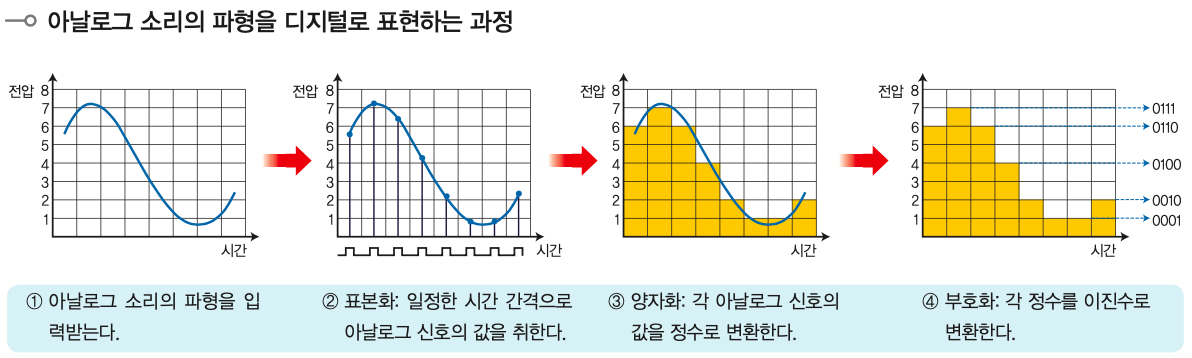 아날로그 소리의 파형을 디지털로 표현하는 과정
전압 8
7
6
5
4
3
2
1
시간
전압 8
7
6
5
4
3
2
1
시간
전압 8
7
6
5
4
3
2
1
시간
전압 8
7
6
5
4
3
2
1
시간
0111
0110
0100
0010
0001
① 아날로그 소리의 파형을 입
력받는다.
② 표본화: 일정한 시간 간격으로
아날로그 신호의 값을 취한다.
③ 양자화: 각 아날로그 신호의
값을 정수로 변환한다.
④ 부호화: 각 정수를 이진수로
변환한다.